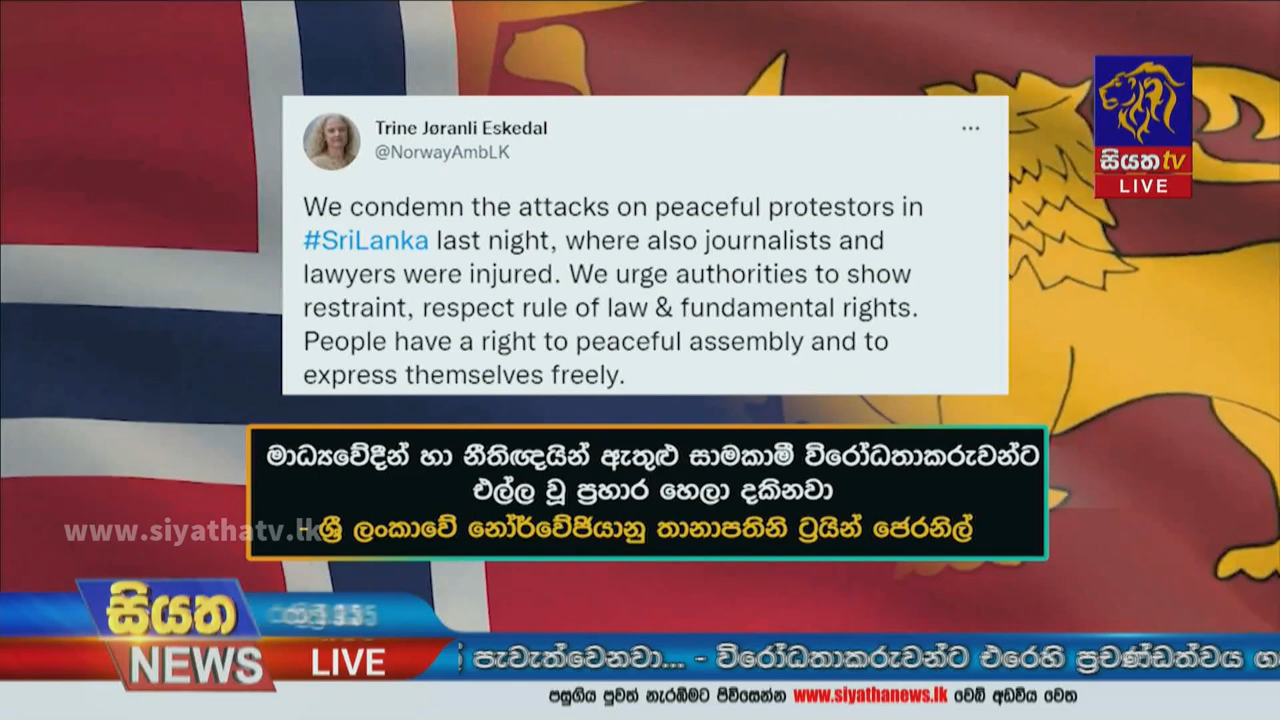 Trine Jøranli Eskedal
@NorwayAmbLK
We condemn the attacks on peaceful protestors in
#SriLanka last night, where also journalists and
lawyers were injured. We urge authorities to show
restraint, respect rule of law & fundamental rights.
People have a right to peaceful assembly and to
express themselves freely.
සියත tv
LIVE
මාධ්‍යවේදීන් හා නීතිඥයින් ඇතුළු සාමකාමී විරෝධතාකරුවන්ට
එල්ල වූ ප්‍රහාර හෙලා දකිනවා
- ශ්‍රී ලංකාවේ නෝර්වේජියානු තානාපතිනි ට්‍රයින් ජෙරනිල්
www.siyathatv.lk
සියත
NEWS LIVE
පැවැත්වෙනවා... - විරෝධතාකරුවන්ට එරෙහි ප්‍රචණ්ඩත්වය
පසුගිය පුවත් නැරඹීමට පිවිසෙන්න www.siyathanews.lk වෙබ් අඩවිය වෙත